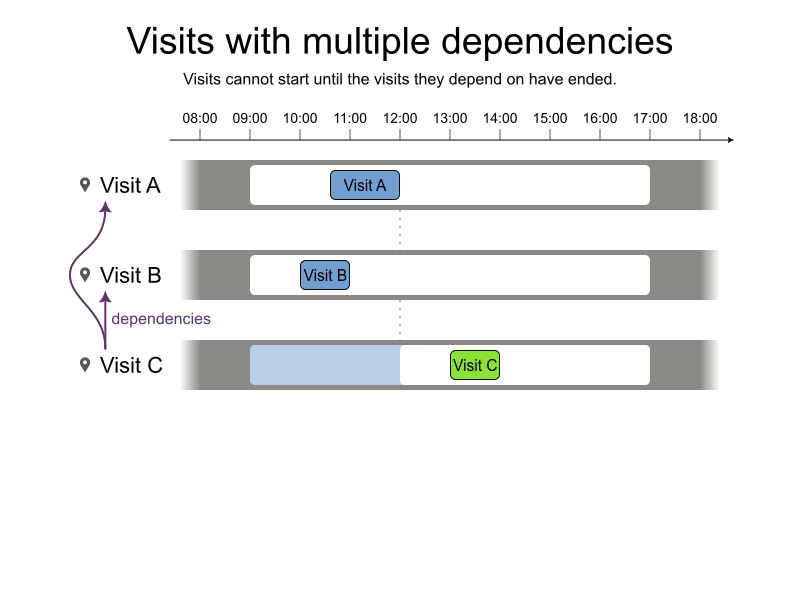 Visits with multiple dependencies
Visits cannot start until the visits they depend on have ended.
08:00 09:00 10:00 11:00 12:00 13:00 14:00 15:00 16:00 17:00 18:00
Visit A Visit A
Visit B Visit B
dependencies
Visit C Visit C